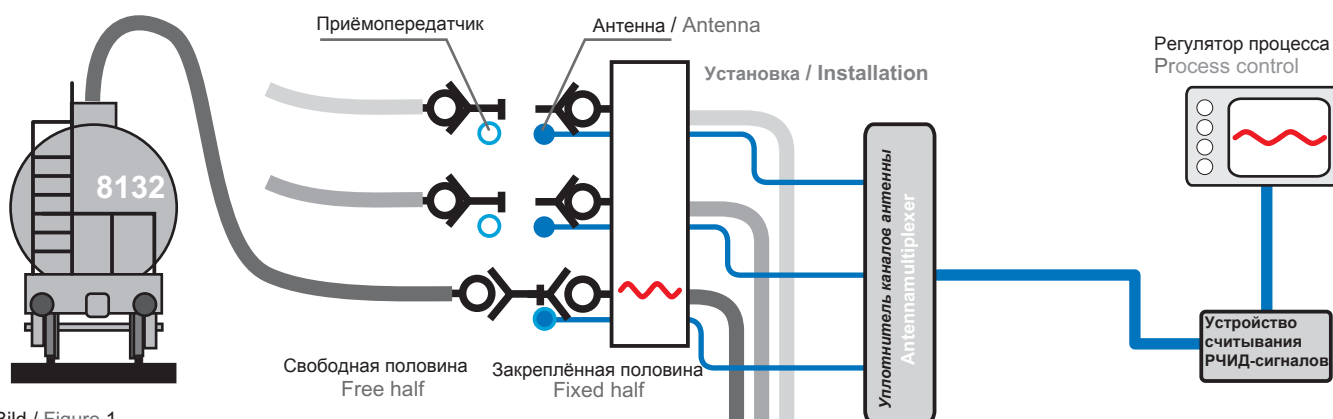 Приёмопередатчик
Антенна / Antenna
Регулятор процесса
Process control
Установка / Installation
8132
Уплотнитель каналов антенны
Antennamultiplexer
Устройство
считывания
РЧИД-сигналов
Свободная половина
Free half
Закреплённая половина
Fixed half
Bild / Figure 1